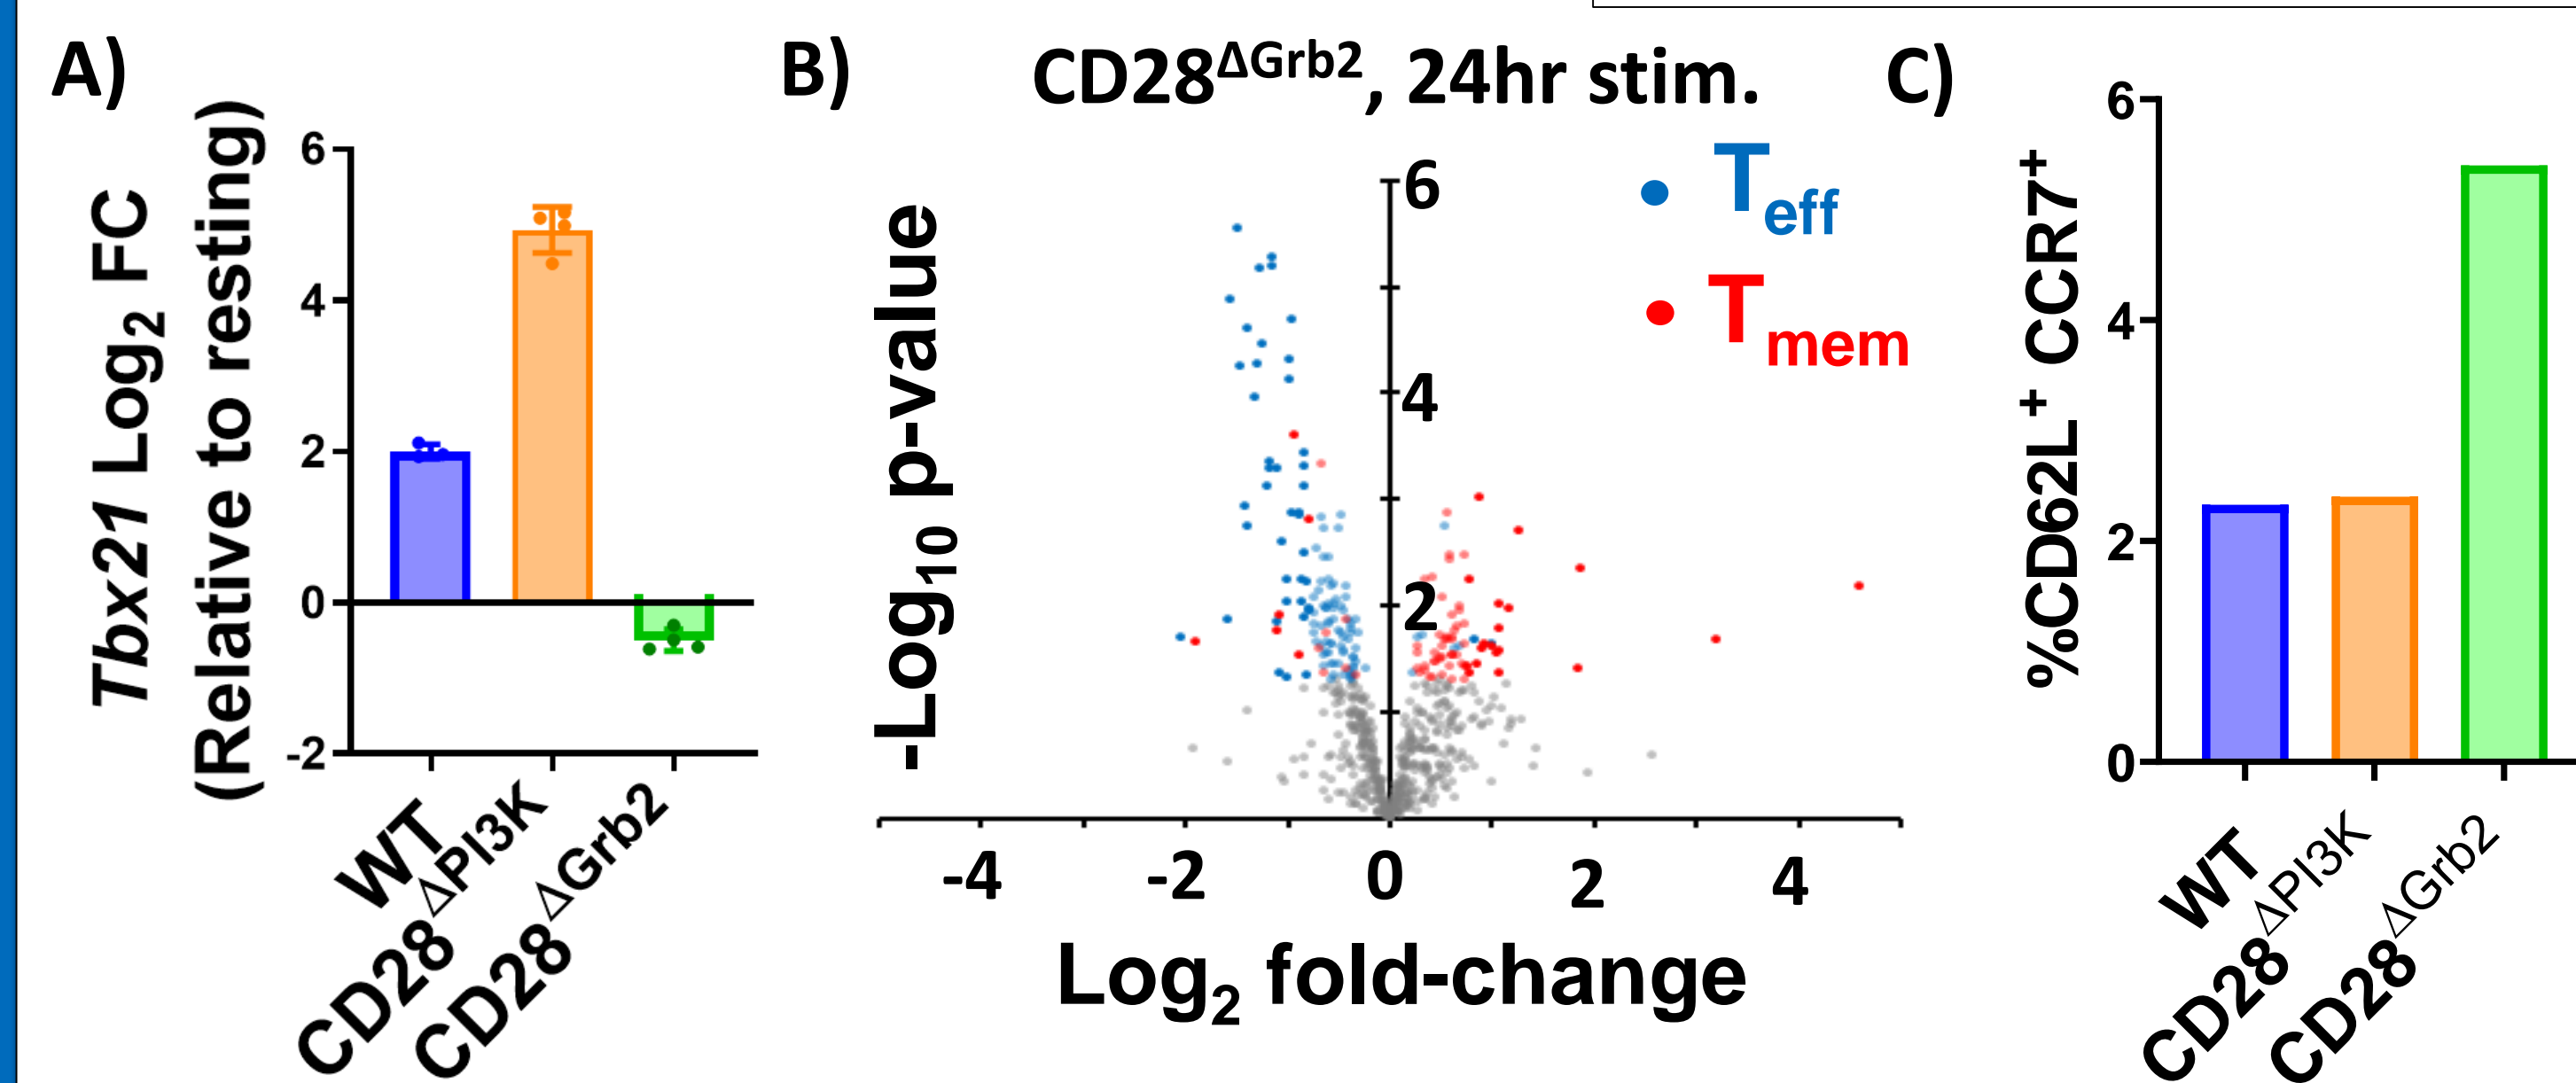 A)
Tbx21 Log₂ FC
(Relative to resting)
6
4
2
0
-2
WT
CD28ΔPI3K
CD28ΔGrb2
B)
CD28ΔGrb2, 24hr stim.
Teff
Tmem
-Log₁₀ p-value
6
4
2
-4 -2 0 2 4
Log₂ fold-change
C)
%CD62L⁺ CCR7⁺
6
4
2
0
WT
CD28ΔPI3K
CD28ΔGrb2